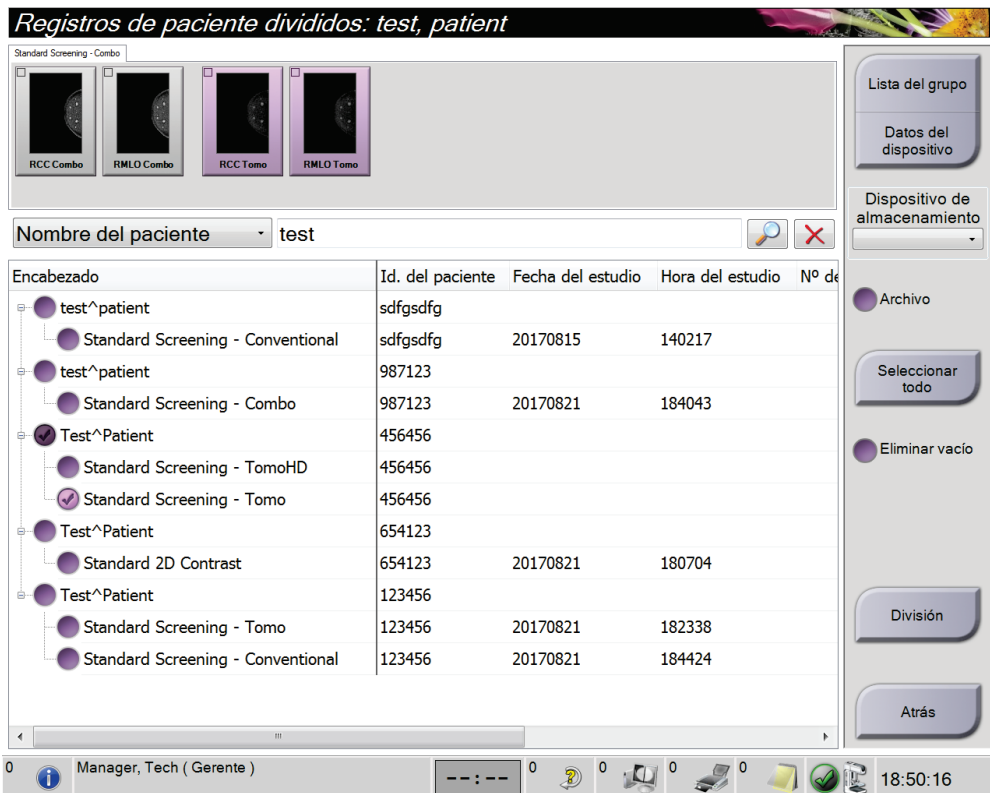 Registros de paciente divididos: test, patient
Standard Screening - Combo
RCC Combo
RMLO Combo
RCC Tomo
RMLO Tomo
Lista del grupo
Datos del
dispositivo
Dispositivo de
almacenamiento
Nombre del paciente test
Encabezado Id. del paciente Fecha del estudio Hora del estudio Nº de
test^patient sdfgsdfg
Standard Screening - Conventional sdfgsdfg 20170815 140217
test^patient 987123
Standard Screening - Combo 987123 20170821 184043
Test^Patient 456456
Standard Screening - TomoHD 456456
Standard Screening - Tomo 456456
Test^Patient 654123
Standard 2D Contrast 654123 20170821 180704
Test^Patient 123456
Standard Screening - Tomo 123456 20170821 182338
Standard Screening - Conventional 123456 20170821 184424
Archivo
Seleccionar
todo
Eliminar vacío
División
Atrás
0 Manager, Tech ( Gerente ) --:-- 0 0 0 0 18:50:16